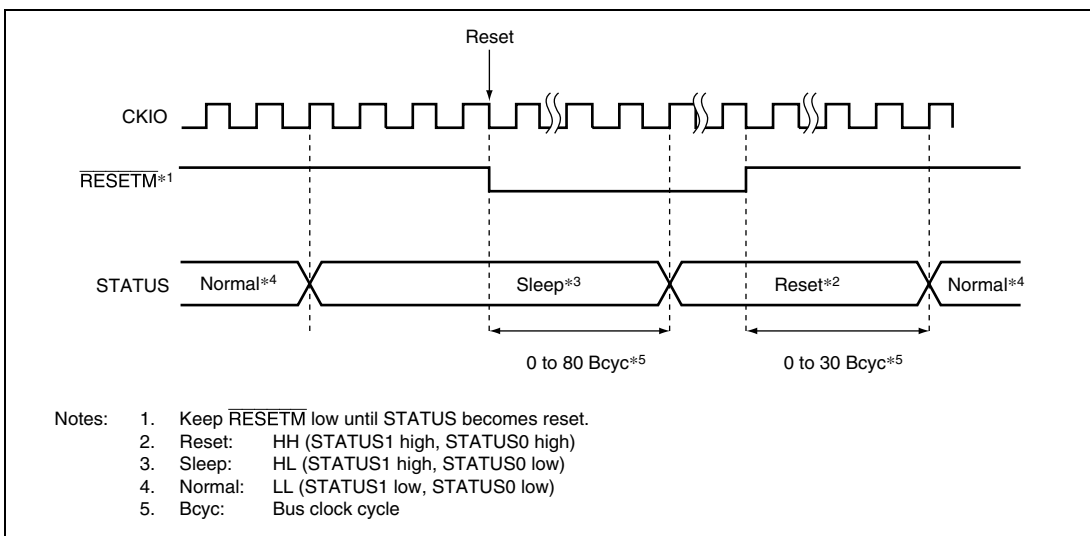 Reset
CKIO
RESETM*1
STATUS
Normal*4
Sleep*3
Reset*2
Normal*4
0 to 80 Bcyc*5
0 to 30 Bcyc*5
Notes: 1. Keep RESETM low until STATUS becomes reset.
2. Reset: HH (STATUS1 high, STATUS0 high)
3. Sleep: HL (STATUS1 high, STATUS0 low)
4. Normal: LL (STATUS1 low, STATUS0 low)
5. Bcyc: Bus clock cycle